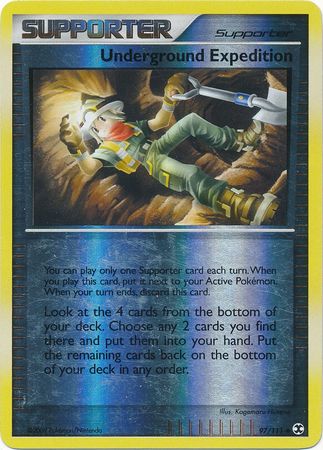 SUPPORTER
Supporter
Underground Expedition
You can play only one Supporter card each turn. When
you play this card, put it next to your Active Pokémon.
When your turn ends, discard this card.
Look at the 4 cards from the bottom of
your deck. Choose any 2 cards you find
there and put them into your hand. Put
the remaining cards back on the bottom
of your deck in any order.
Illus. Kagemaru Himeno
©2009 Pokémon/Nintendo
97/111